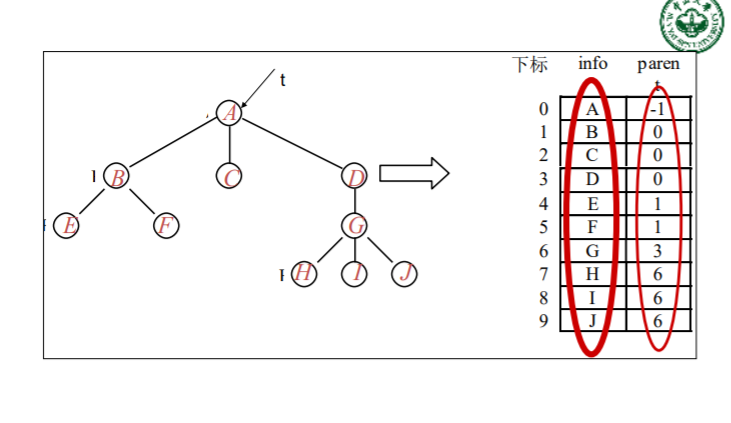 t
A
B
C
D
E
F
G
H
I
J
下标 info paren
t
0 A -1
1 B 0
2 C 0
3 D 0
4 E 1
5 F 1
6 G 3
7 H 6
8 I 6
9 J 6